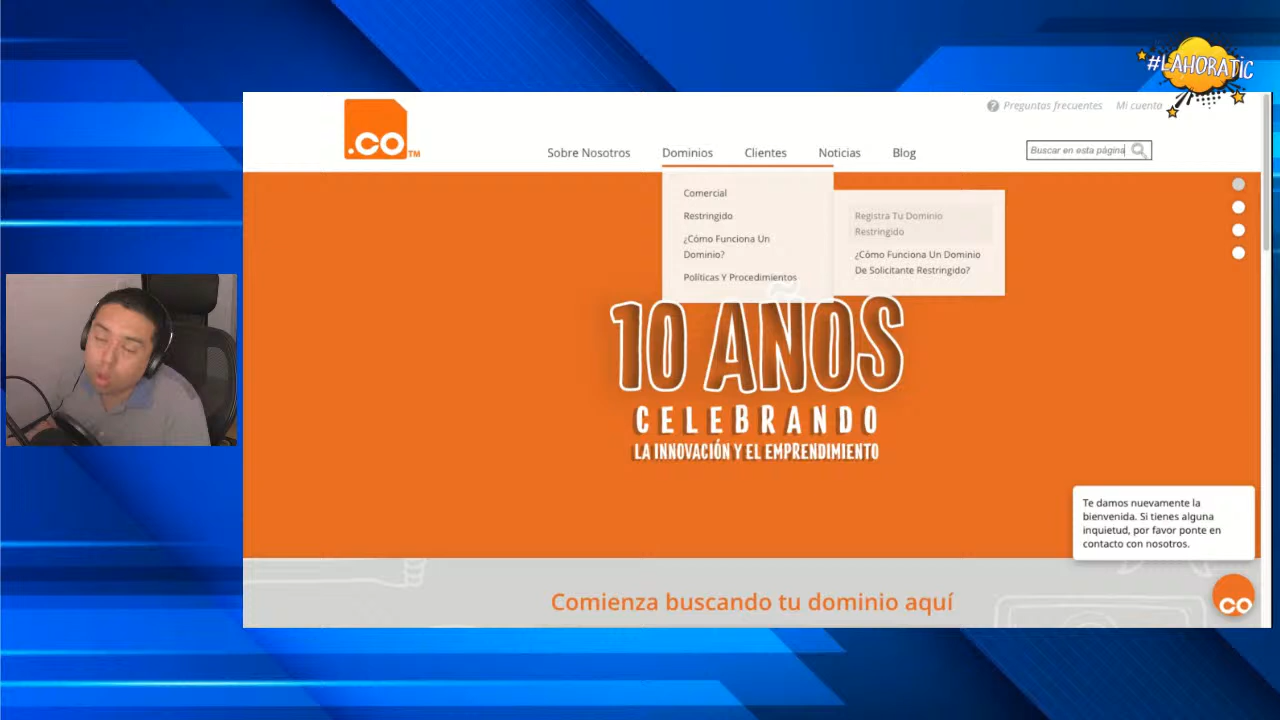 #LAHORATIC
Preguntas frecuentes Mi cuenta
.co™
Sobre Nosotros Dominios Clientes Noticias Blog
Buscar en esta página
Comercial
Restringido
¿Cómo Funciona Un
Dominio?
Políticas Y Procedimientos
Registra Tu Dominio
Restringido
¿Cómo Funciona Un Dominio
De Solicitante Restringido?
10 AÑOS
CELEBRANDO
LA INNOVACIÓN Y EL EMPRENDIMIENTO
Te damos nuevamente la
bienvenida. Si tienes alguna
inquietud, por favor ponte en
contacto con nosotros.
co
Comienza buscando tu dominio aquí